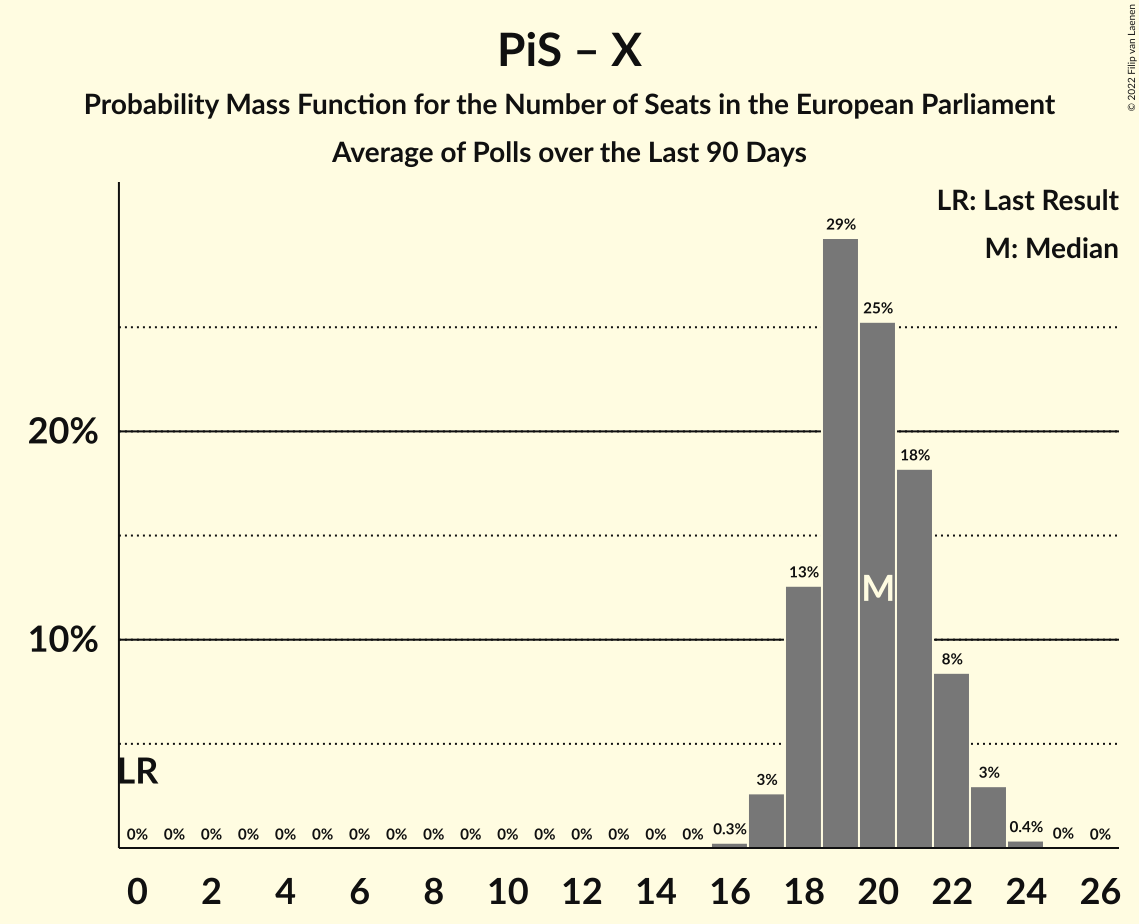 PiS – X
Probability Mass Function for the Number of Seats in the European Parliament
Average of Polls over the Last 90 Days
© 2022 Filip van Laenen
LR: Last Result
M: Median
29%
25%
20%
18%
13%
M
10%
8%
LR
3%
3%
0% 0% 0% 0% 0% 0% 0% 0% 0% 0% 0% 0% 0% 0% 0% 0% 0.3% 0.4% 0% 0%
0 2 4 6 8 10 12 14 16 18 20 22 24 26